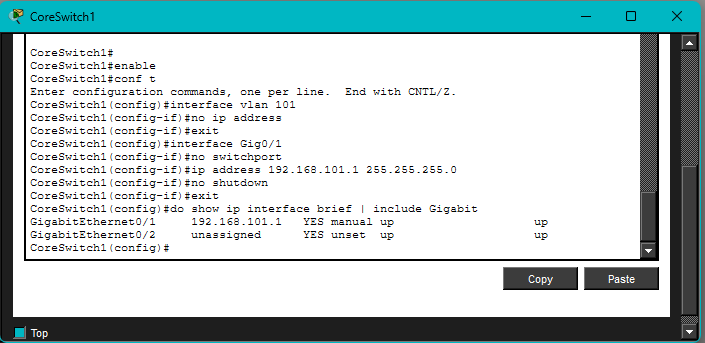 CoreSwitch1
CoreSwitch1#
CoreSwitch1#enable
CoreSwitch1#conf t
Enter configuration commands, one per line.  End with CNTL/Z.
CoreSwitch1(config)#interface vlan 101
CoreSwitch1(config-if)#no ip address
CoreSwitch1(config-if)#exit
CoreSwitch1(config)#interface Gig0/1
CoreSwitch1(config-if)#no switchport
CoreSwitch1(config-if)#ip address 192.168.101.1 255.255.255.0
CoreSwitch1(config-if)#no shutdown
CoreSwitch1(config-if)#exit
CoreSwitch1(config)#do show ip interface brief | include Gigabit
GigabitEthernet0/1     192.168.101.1   YES manual up                    up
GigabitEthernet0/2     unassigned      YES unset  up                    up
CoreSwitch1(config)#
Copy Paste
Top